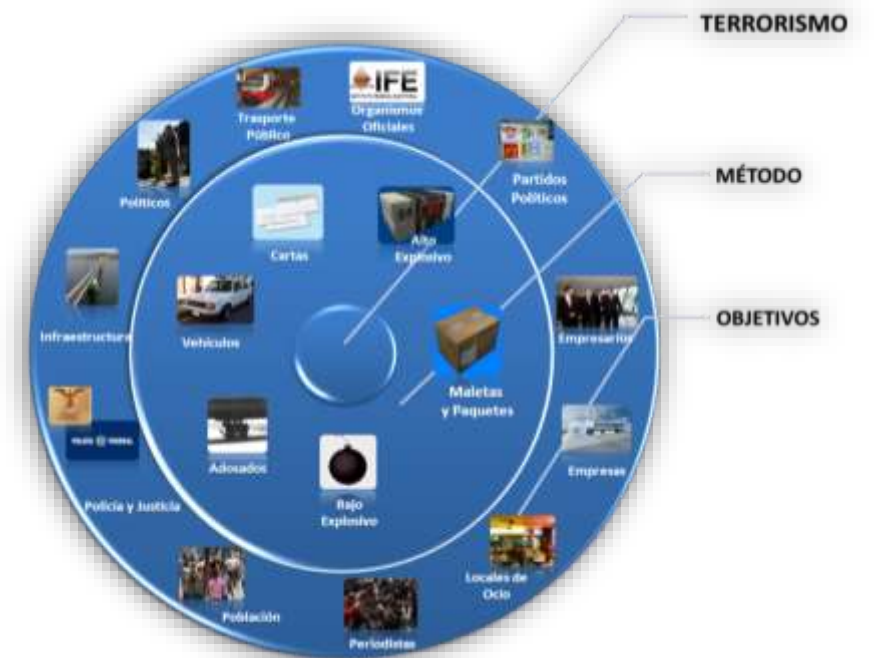 TERRORISMO
MÉTODO
OBJETIVOS
IFE
Organismos
Oficiales
Trasporte
Público
Partidos
Políticos
Políticos
Cartas
Alto
Explosivo
Infraestructura
Vehículos
Empresarios
Maletas
y Paquetes
Adosados
Bajo
Explosivo
Empresas
Policía y Justicia
Locales de
Ocio
Población
Periodistas